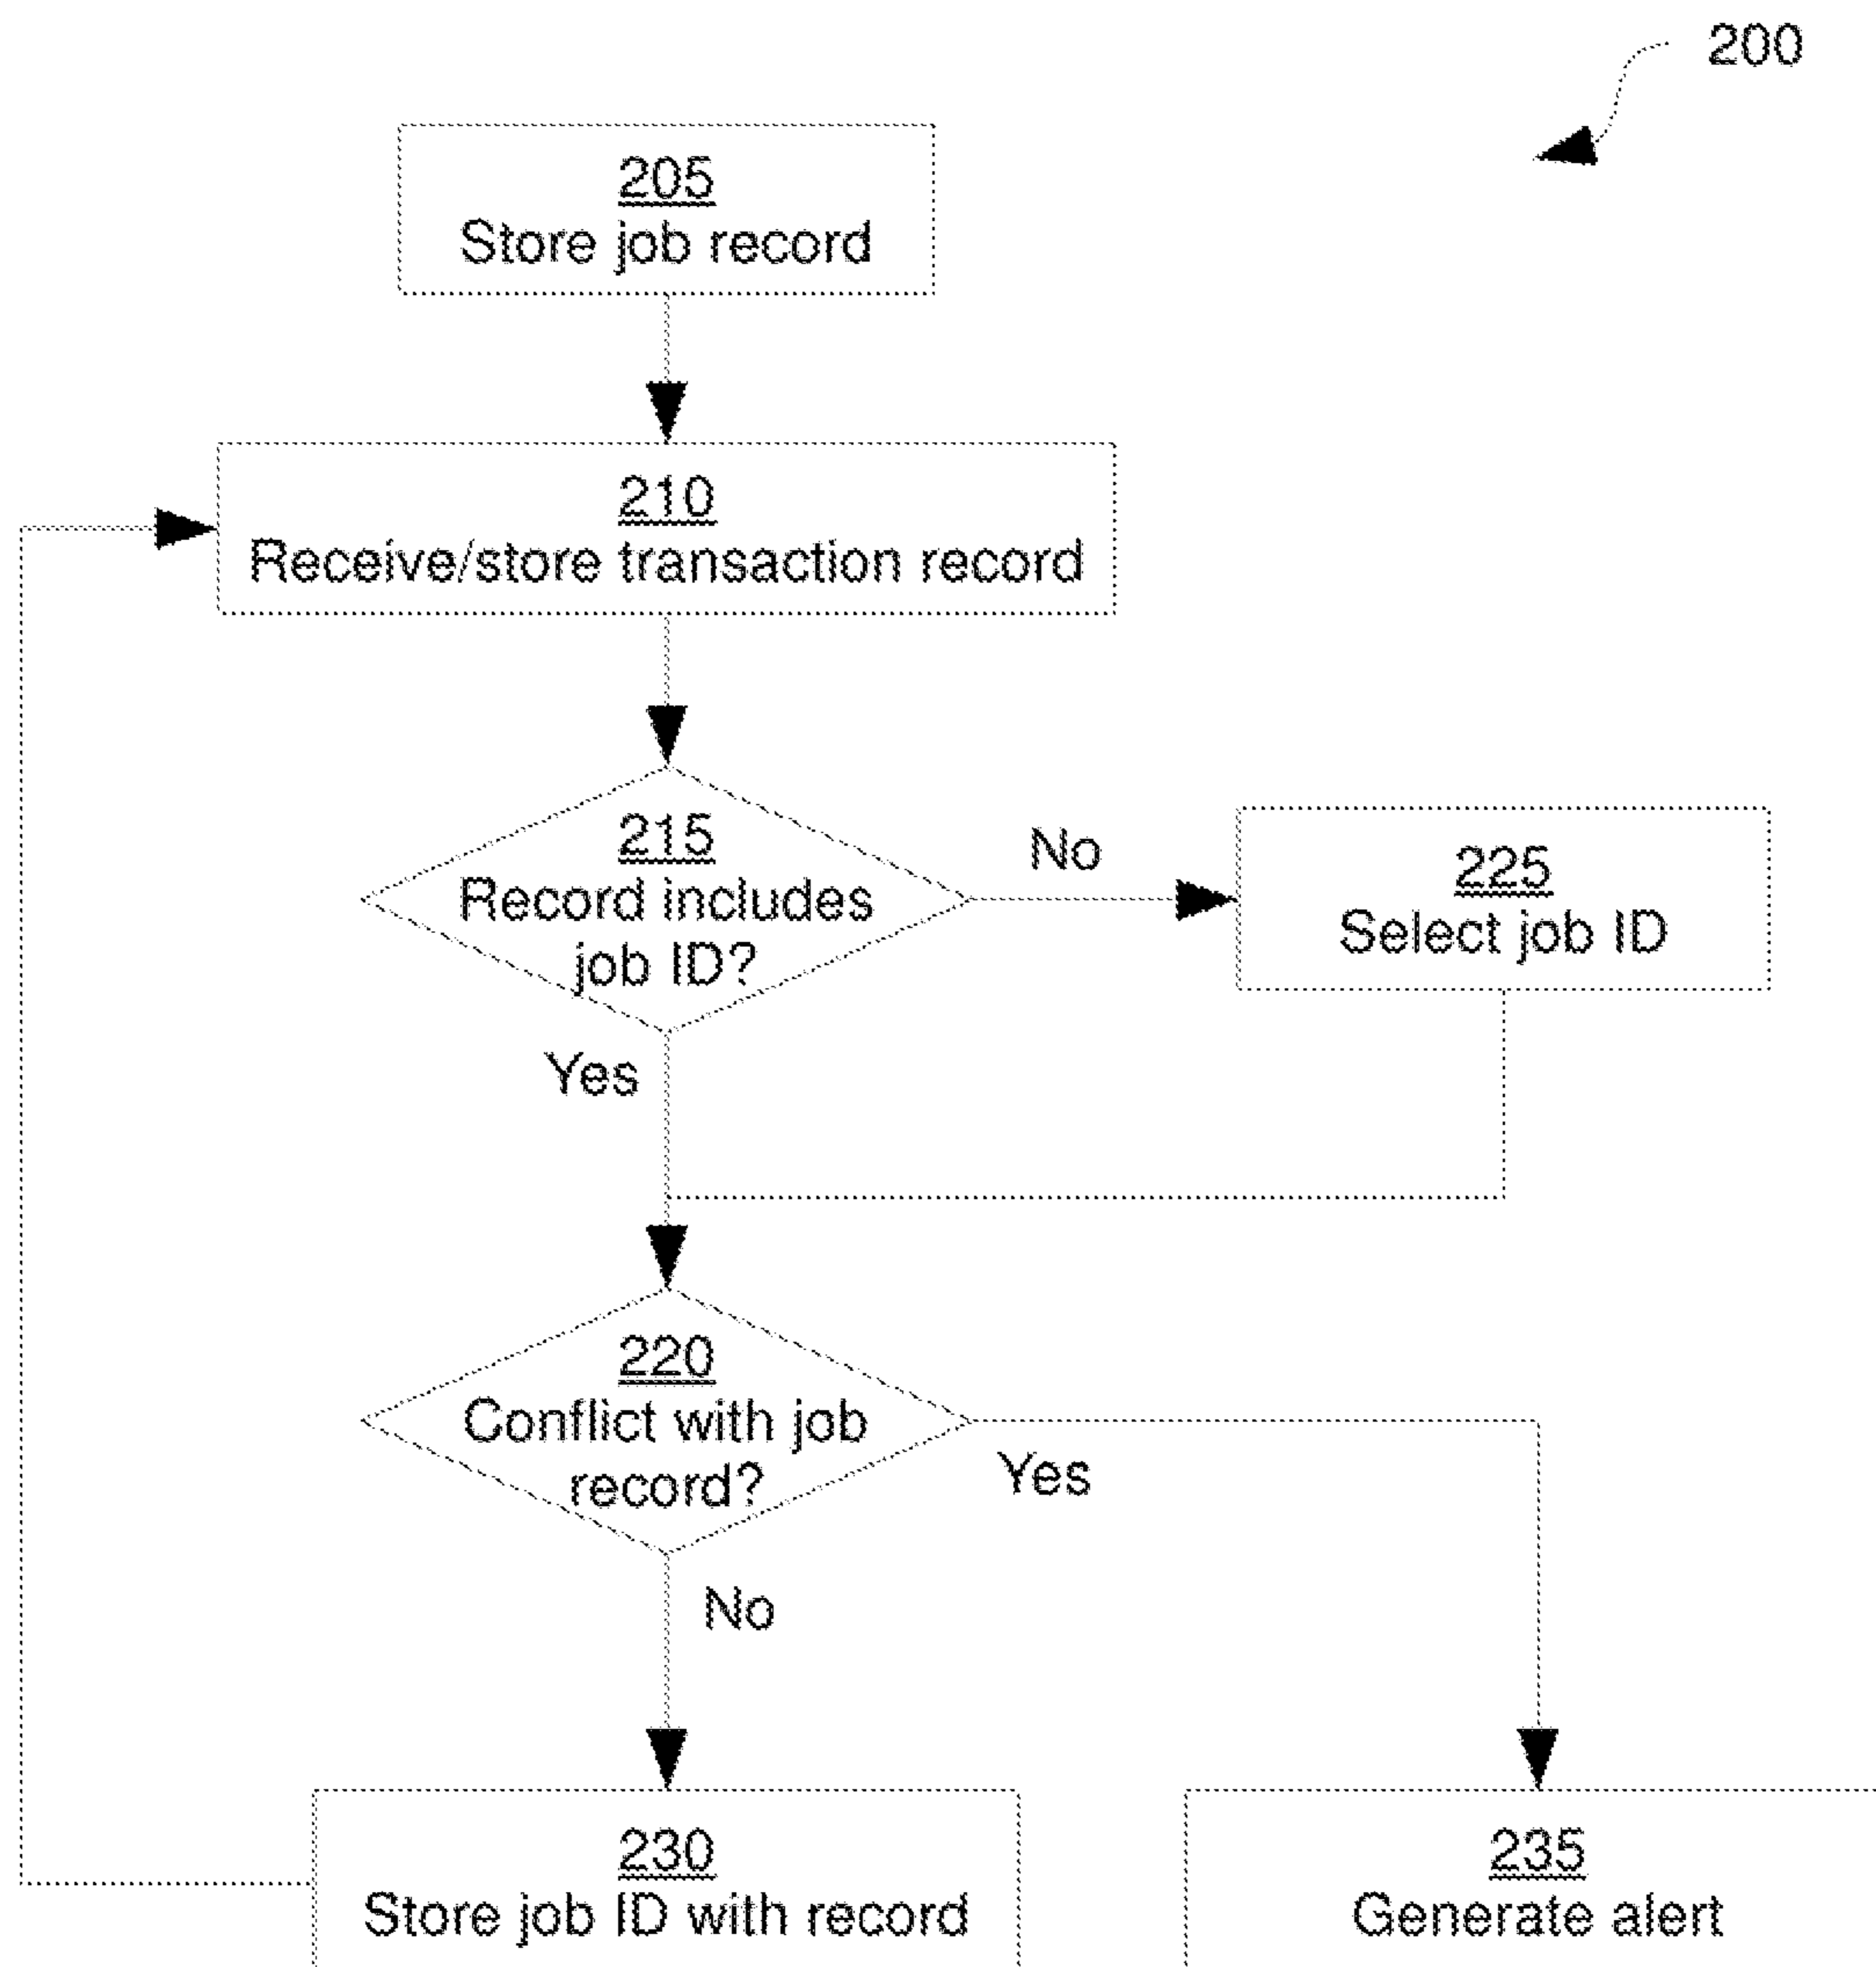 200
205
Store job record
210
Receive/store transaction record
215
Record includes
job ID?
No
225
Select job ID
Yes
220
Conflict with job
record?
Yes
No
230
Store job ID with record
235
Generate alert